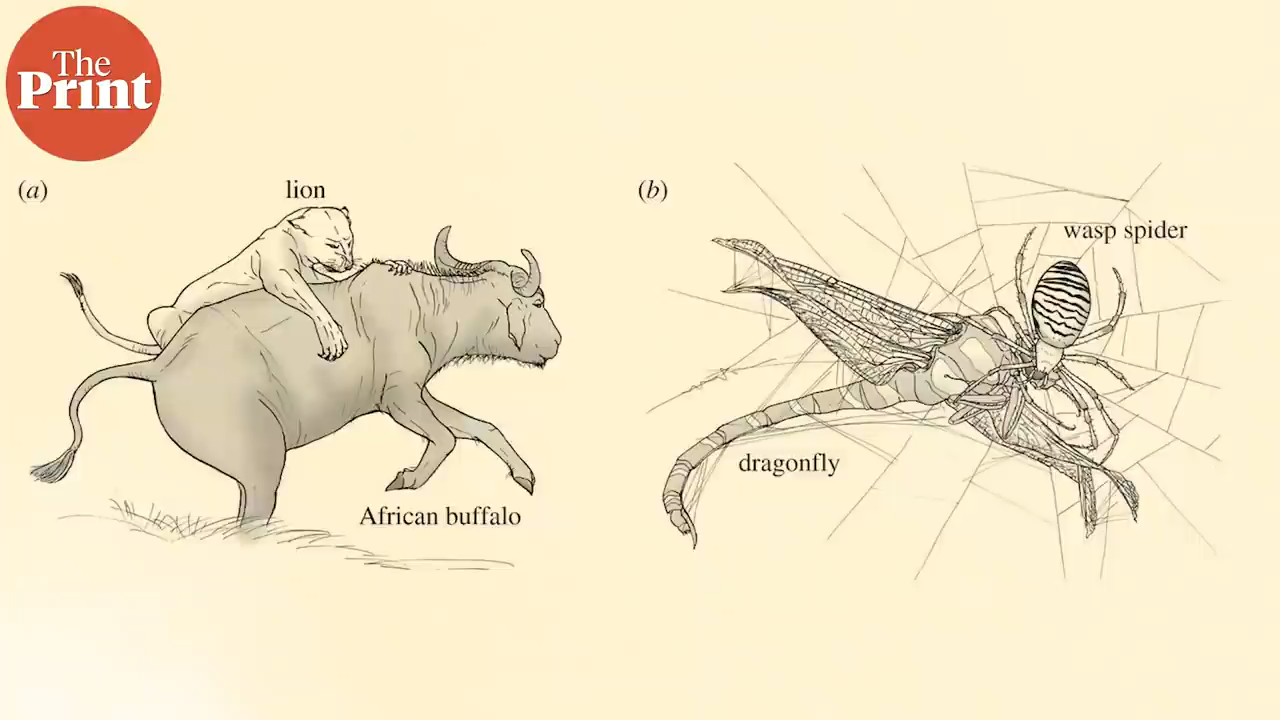 The
Print
(a)
lion
African buffalo
(b)
wasp spider
dragonfly